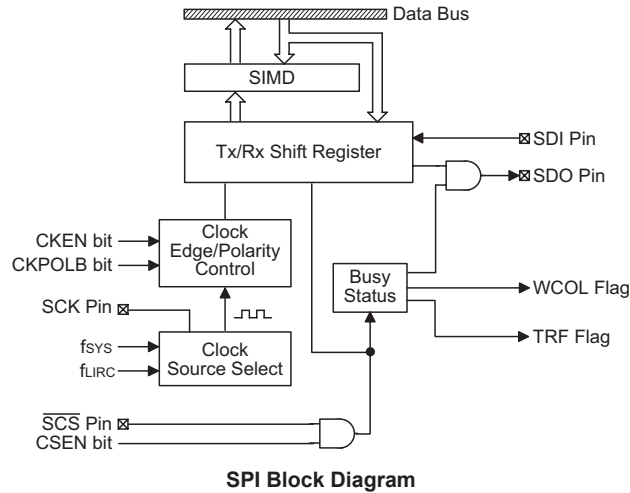 Data Bus
SIMD
Tx/Rx Shift Register
SDI Pin
SDO Pin
CKEN bit
CKPOLB bit
Clock
Edge/Polarity
Control
Busy
Status
WCOL Flag
TRF Flag
SCK Pin
fSYS
fLIRC
Clock
Source Select
SCS Pin
CSEN bit
SPI Block Diagram